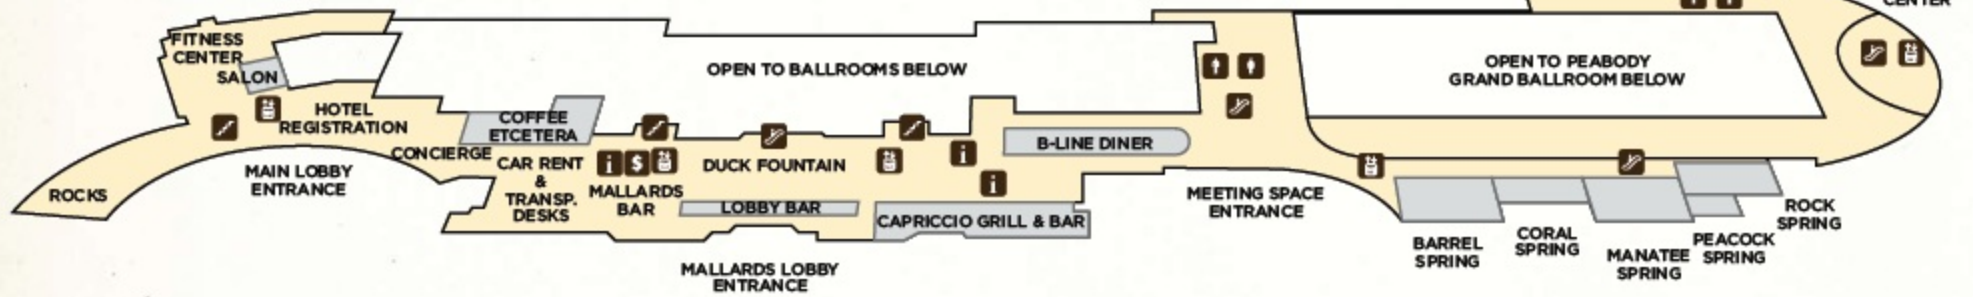 CENTER
FITNESS
CENTER
SALON
HOTEL
REGISTRATION
CONCIERGE
ROCKS
MAIN LOBBY
ENTRANCE
COFFEE
ETCETERA
CAR RENT
&
TRANSP.
DESKS
i
$
MALLARDS
BAR
OPEN TO BALLROOMS BELOW
DUCK FOUNTAIN
LOBBY BAR
MALLARDS LOBBY
ENTRANCE
i
i
CAPRICCIO GRILL & BAR
B-LINE DINER
MEETING SPACE
ENTRANCE
OPEN TO PEABODY
GRAND BALLROOM BELOW
BARREL
SPRING
CORAL
SPRING
MANATEE
SPRING
PEACOCK
SPRING
ROCK
SPRING